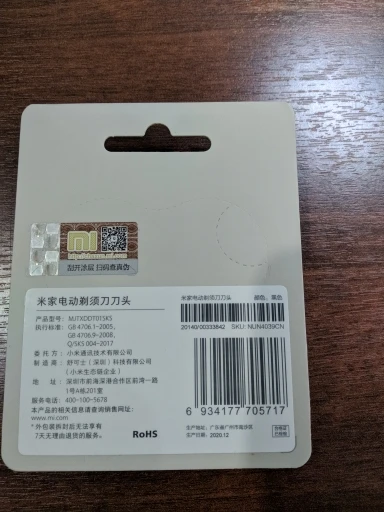 mi
刮开涂层 扫码查真伪
米家电动剃须刀刀头
产品型号: MJTXDDT01SKS
执行标准: GB 4706.1-2005,
GB 4706.9-2008,
Q/SKS 004-2017
委 托 方: 小米通讯技术有限公司
制 造 商: 舒可士（深圳）科技有限公司
(小米生态链企业)
地 址: 深圳市前海深港合作区前湾一路
1号A栋201室
服务电话: 400-100-5678
本产品的相关信息请查询销售网址:
www.mi.com
* 外包装拆封后无法享有
7天无理由退货的服务。
RoHS
米家电动剃须刀刀头 颜色: 黑色
20140/00333842 SKU: NUN4039CN
6 934177 705717
生产日期: 2020.12